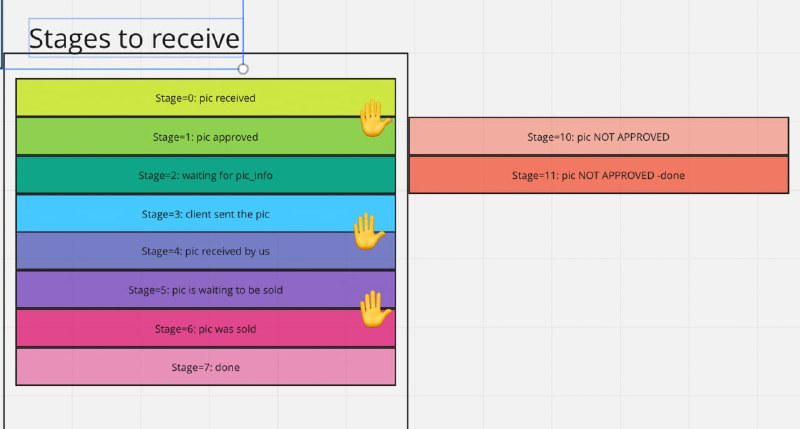 Stages to receive
Stage=0: pic received
Stage=1: pic approved
Stage=10: pic NOT APPROVED
Stage=2: waiting for pic_info
Stage=11: pic NOT APPROVED -done
Stage=3: client sent the pic
Stage=4: pic received by us
Stage=5: pic is waiting to be sold
Stage=6: pic was sold
Stage=7: done